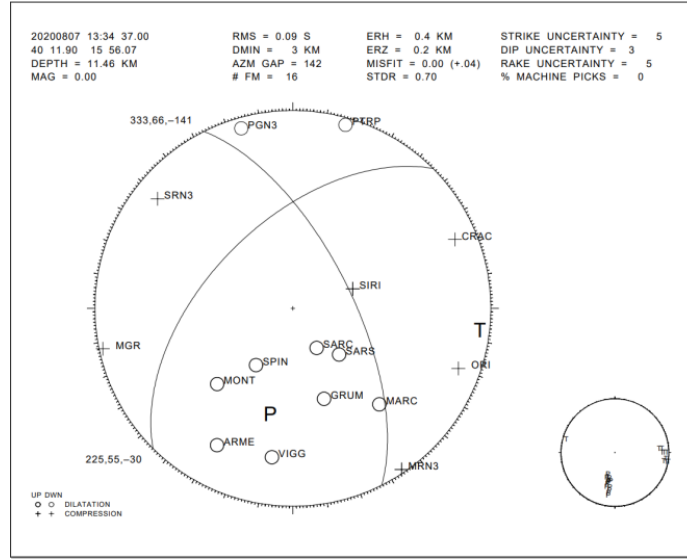 20200807 13:34 37.00 RMS = 0.09 S ERH = 0.4 KM STRIKE UNCERTAINTY = 5
40 11.90 15 56.07 DMIN = 3 KM ERZ = 0.2 KM DIP UNCERTAINTY = 3
DEPTH = 11.46 KM AZM GAP = 142 MISFIT = 0.00 (+.04) RAKE UNCERTAINTY = 5
MAG = 0.00 # FM = 16 STDR = 0.70 % MACHINE PICKS = 0
333,66,–141
PGN3
SRN3
CRAC
SIRI
MGR
T
SARC
SARS
SPIN
ORI
MONT
GRUM
MARC
P
ARME
VIGG
MRN3
225,55,–30
UP DWN
DILATATION
COMPRESSION